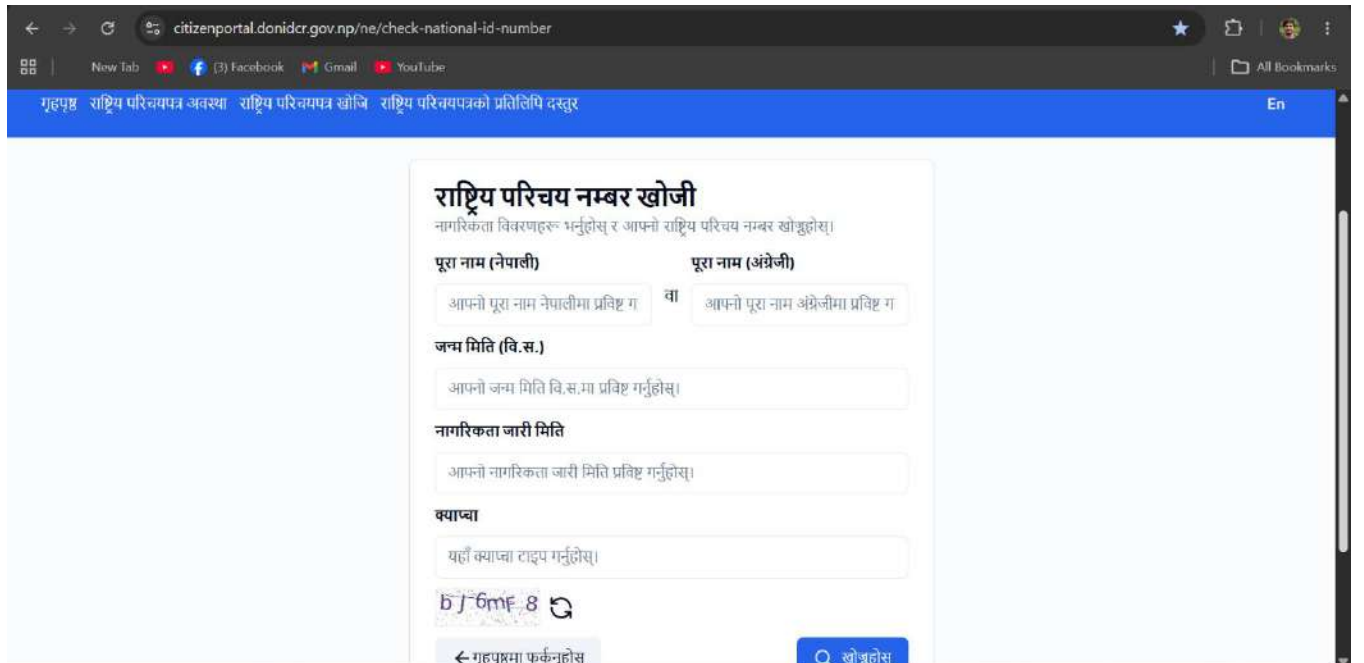 citizenportal.donidcr.gov.np/ne/check-national-id-number
New Tab (3) Facebook Gmail YouTube All Bookmarks
गृहपृष्ठ राष्ट्रिय परिचयपत्र अवस्था राष्ट्रिय परिचयपत्र खोजि राष्ट्रिय परिचयपत्रको प्रतिलिपि दस्तुर En
राष्ट्रिय परिचय नम्बर खोजी
नागरिकता विवरणहरू भर्नुहोस् र आफ्नो राष्ट्रिय परिचय नम्बर खोज्नुहोस्।
पूरा नाम (नेपाली) पूरा नाम (अंग्रेजी)
आफ्नो पूरा नाम नेपालीमा प्रविष्ट ग वा आफ्नो पूरा नाम अंग्रेजीमा प्रविष्ट ग
जन्म मिति (वि.स.)
आफ्नो जन्म मिति वि.स.मा प्रविष्ट गर्नुहोस्।
नागरिकता जारी मिति
आफ्नो नागरिकता जारी मिति प्रविष्ट गर्नुहोस्।
क्याप्चा
यहाँ क्याप्चा टाइप गर्नुहोस्।
← गृहपृष्ठमा फर्कनुहोस खोज्नुहोस